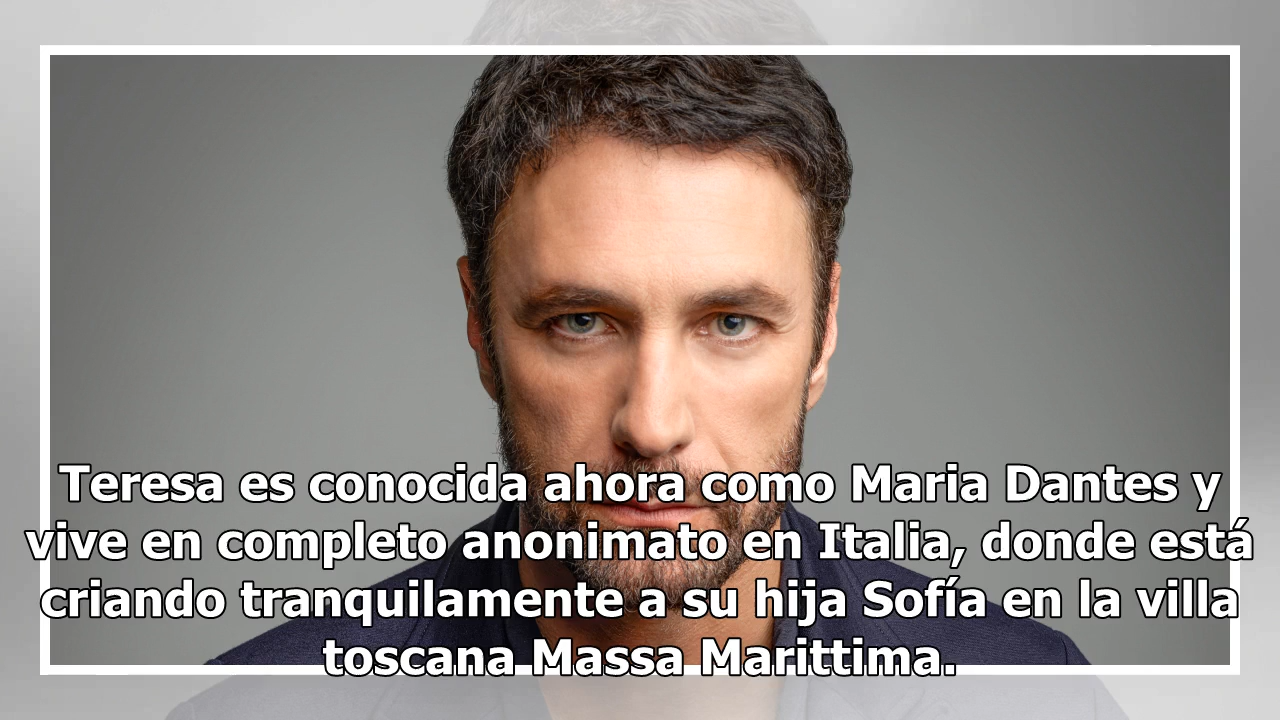 Teresa es conocida ahora como Maria Dantes y
vive en completo anonimato en Italia, donde está
criando tranquilamente a su hija Sofía en la villa
toscana Massa Marittima.